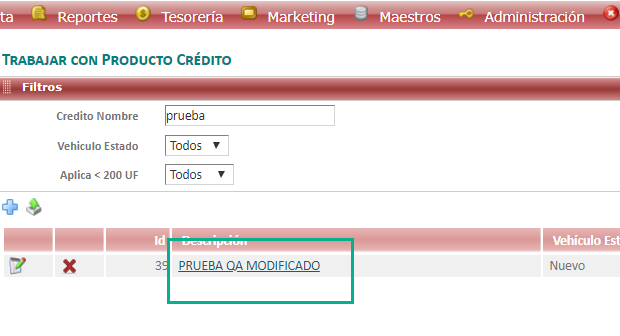 ta Reportes Tesorería Marketing Maestros Administración
TRABAJAR CON PRODUCTO CRÉDITO
Filtros
Credito Nombre prueba
Vehiculo Estado Todos
Aplica < 200 UF Todos
Id Descripción Vehículo Est
39 PRUEBA QA MODIFICADO Nuevo